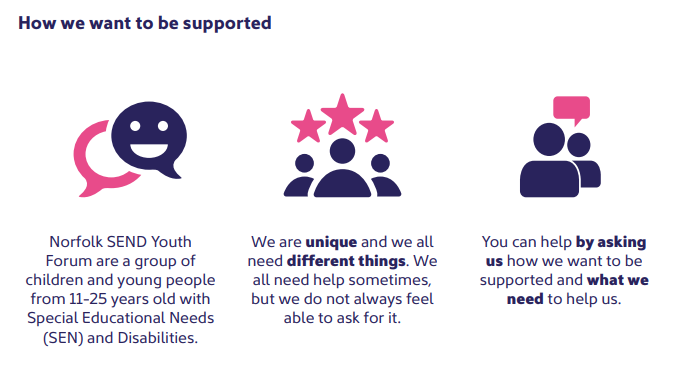 How we want to be supported
Norfolk SEND Youth
Forum are a group of
children and young people
from 11-25 years old with
Special Educational Needs
(SEN) and Disabilities.
We are unique and we all
need different things. We
all need help sometimes,
but we do not always feel
able to ask for it.
You can help by asking
us how we want to be
supported and what we
need to help us.